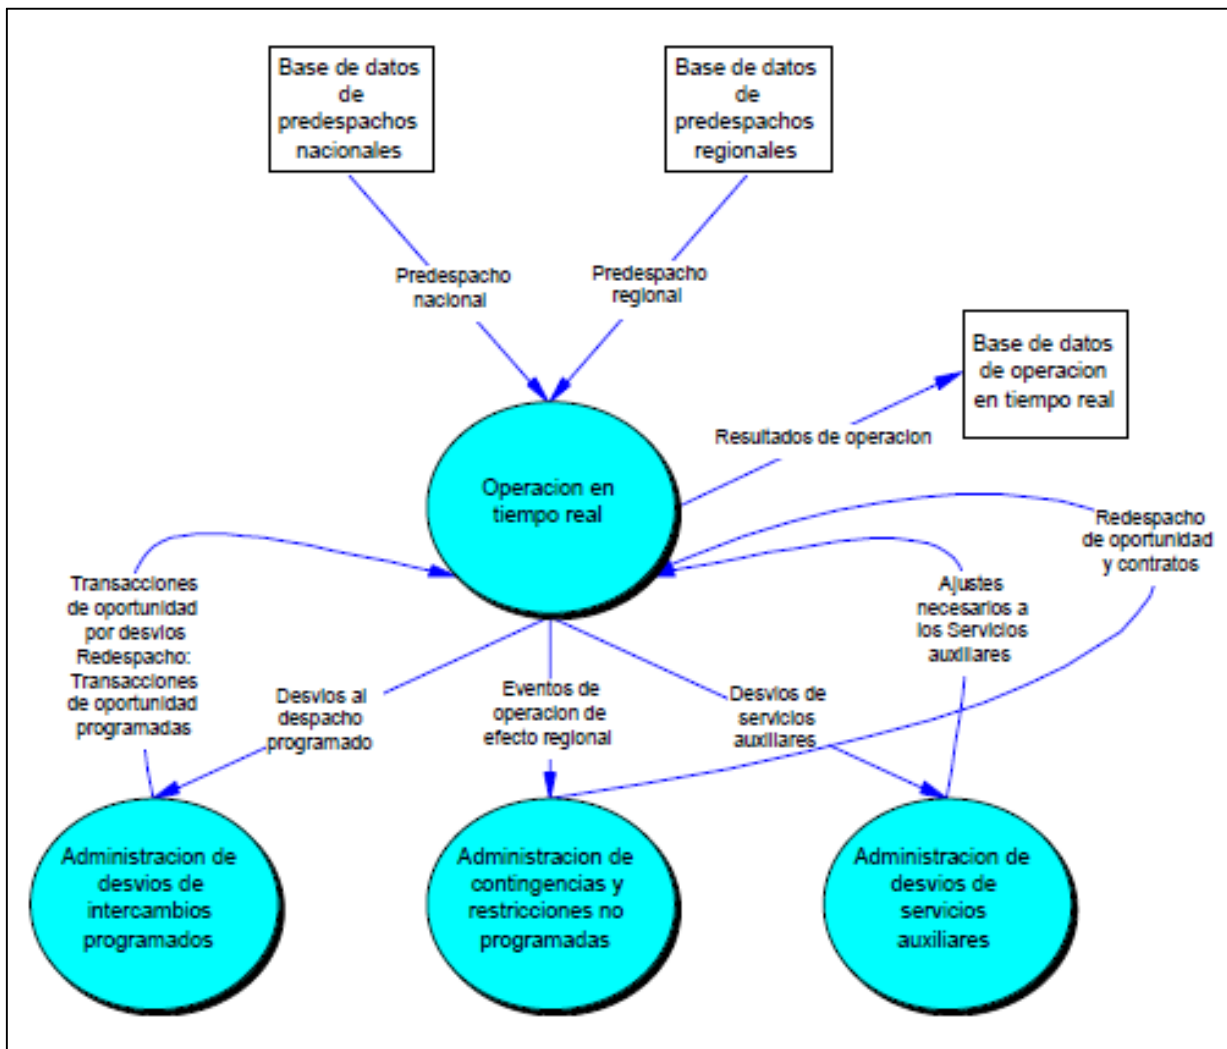 Base de datos
de
predespachos
nacionales
Base de datos
de
predespachos
regionales
Predespacho
nacional
Predespacho
regional
Base de datos
de operacion
en tiempo real
Resultados de operacion
Operacion en
tiempo real
Redespacho
de oportunidad
y contratos
Transacciones
de oportunidad
por desvios
Redespacho:
Transacciones
de oportunidad
programadas
Ajustes
necesarios a
los Servicios
auxiliares
Desvios al
despacho
programado
Eventos de
operacion de
efecto regional
Desvios de
servicios
auxiliares
Administracion de
desvios de
intercambios
programados
Administracion de
contingencias y
restricciones no
programadas
Administracion de
desvios de
servicios
auxiliares